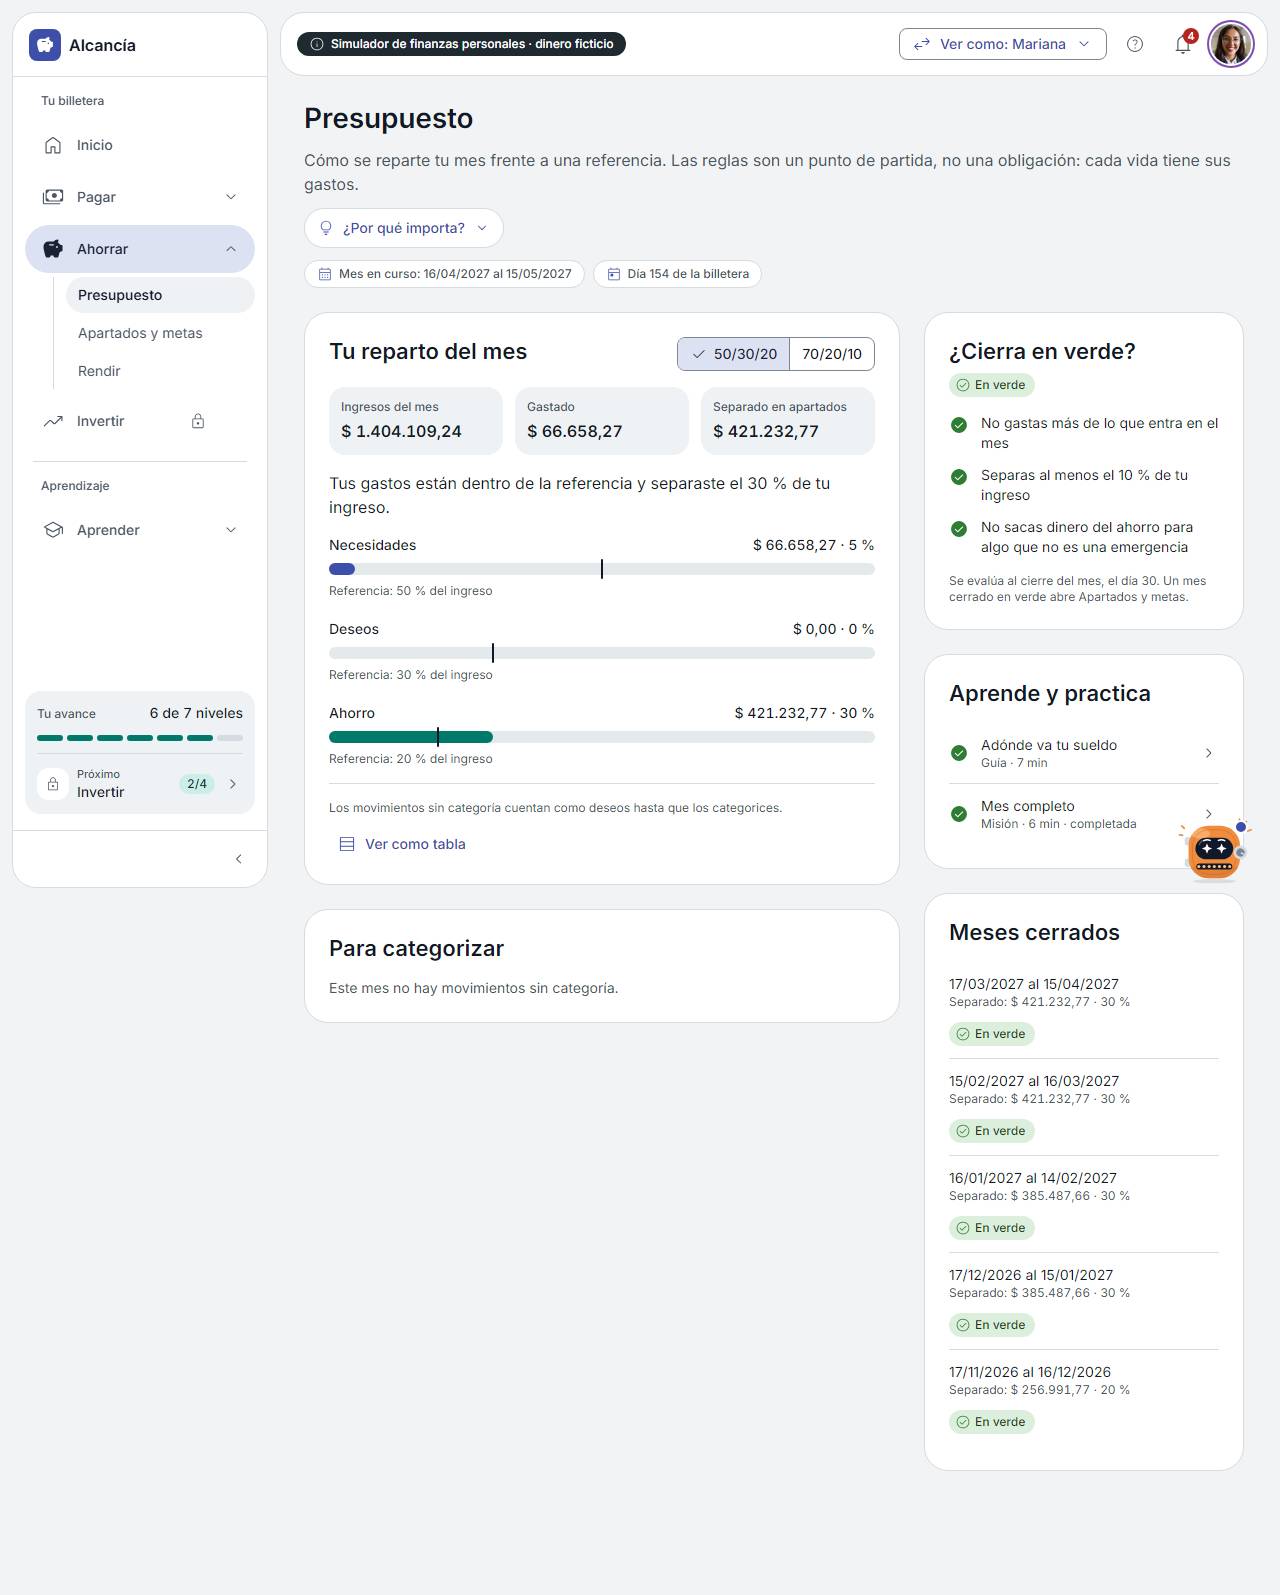 Alcancía
Tu billetera
Inicio
Pagar
Ahorrar
Presupuesto
Apartados y metas
Rendir
Invertir
Aprendizaje
Aprender
Tu avance
6 de 7 niveles
Próximo
Invertir
2/4
Simulador de finanzas personales · dinero ficticio
Ver como: Mariana
4
Presupuesto
Cómo se reparte tu mes frente a una referencia. Las reglas son un punto de partida, no una obligación: cada vida tiene sus
gastos.
¿Por qué importa?
Mes en curso: 16/04/2027 al 15/05/2027
Día 154 de la billetera
Tu reparto del mes
50/30/20
70/20/10
Ingresos del mes
$ 1.404.109,24
Gastado
$ 66.658,27
Separado en apartados
$ 421.232,77
Tus gastos están dentro de la referencia y separaste el 30 % de tu
ingreso.
Necesidades
$ 66.658,27 · 5 %
Referencia: 50 % del ingreso
Deseos
$ 0,00 · 0 %
Referencia: 30 % del ingreso
Ahorro
$ 421.232,77 · 30 %
Referencia: 20 % del ingreso
Los movimientos sin categoría cuentan como deseos hasta que los categorices.
Ver como tabla
Para categorizar
Este mes no hay movimientos sin categoría.
¿Cierra en verde?
En verde
No gastas más de lo que entra en el
mes
Separas al menos el 10 % de tu
ingreso
No sacas dinero del ahorro para
algo que no es una emergencia
Se evalúa al cierre del mes, el día 30. Un mes
cerrado en verde abre Apartados y metas.
Aprende y practica
Adónde va tu sueldo
Guía · 7 min
Mes completo
Misión · 6 min · completada
Meses cerrados
17/03/2027 al 15/04/2027
Separado: $ 421.232,77 · 30 %
En verde
15/02/2027 al 16/03/2027
Separado: $ 421.232,77 · 30 %
En verde
16/01/2027 al 14/02/2027
Separado: $ 385.487,66 · 30 %
En verde
17/12/2026 al 15/01/2027
Separado: $ 385.487,66 · 30 %
En verde
17/11/2026 al 16/12/2026
Separado: $ 256.991,77 · 20 %
En verde